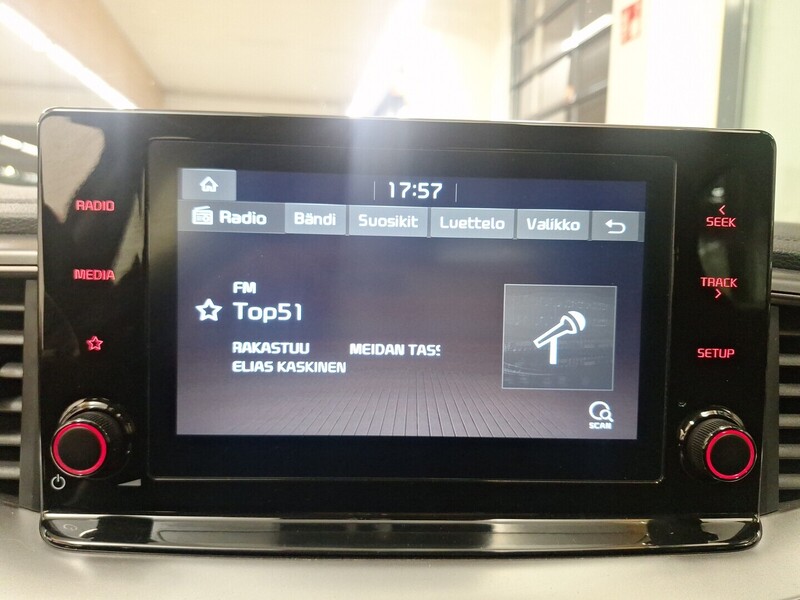 17:57
Radio Bändi Suosikit Luettelo Valikko
FM
Top51
RAKASTUU MEIDAN TASS
ELIAS KASKINEN
SCAN
RADIO
MEDIA
SEEK
TRACK
SETUP